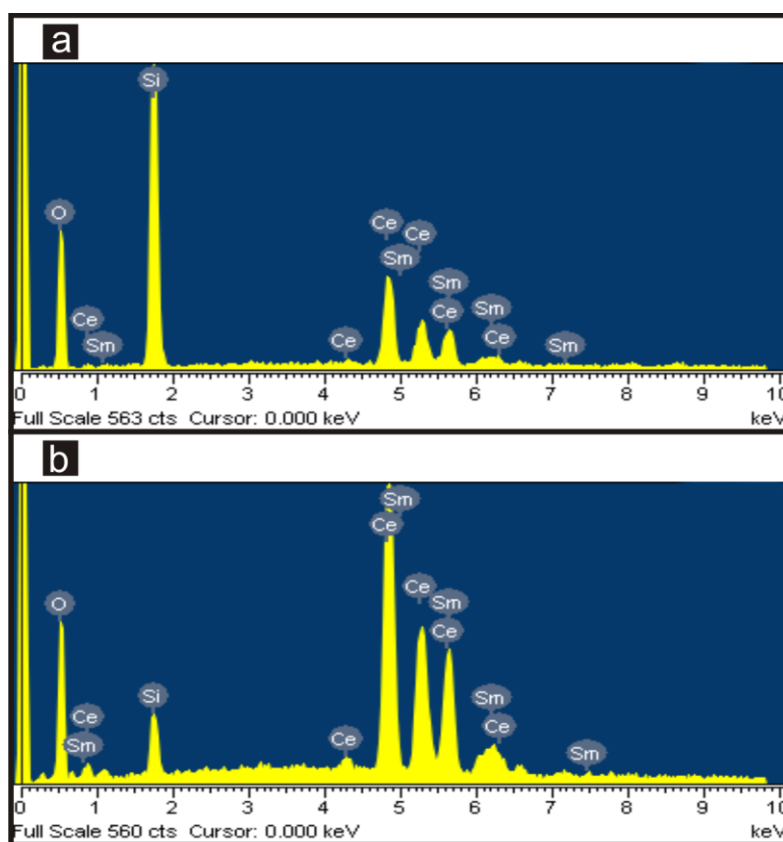 a
Si
O
Ce Ce
Sm
Sm Sm
Ce Ce Ce Ce
Sm Sm
0 1 2 3 4 5 6 7 8 9 10
Full Scale 563 cts Cursor: 0.000 keV keV
b
Sm
Ce
Ce
O Sm
Ce
Si Sm
Ce Ce
Sm Ce Sm
0 1 2 3 4 5 6 7 8 9 10
Full Scale 560 cts Cursor: 0.000 keV keV